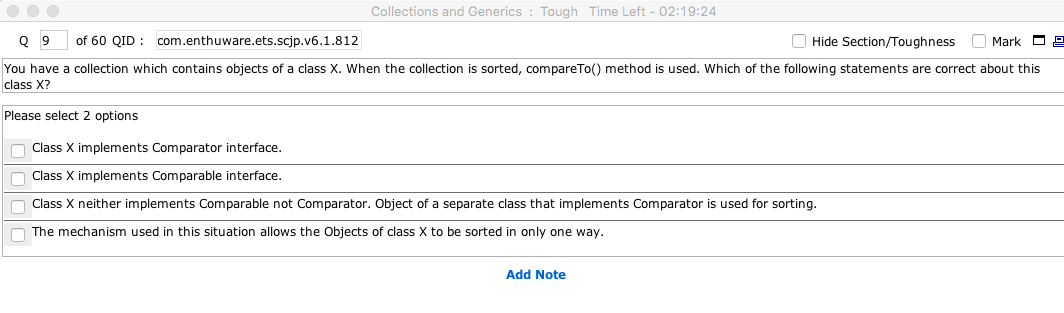 Collections and Generics : Tough Time Left - 02:19:24
Q 9 of 60 QID : com.enthuware.ets.scjp.v6.1.812 Hide Section/Toughness Mark
You have a collection which contains objects of a class X. When the collection is sorted, compareTo() method is used. Which of the following statements are correct about this
class X?
Please select 2 options
Class X implements Comparator interface.
Class X implements Comparable interface.
Class X neither implements Comparable not Comparator. Object of a separate class that implements Comparator is used for sorting.
The mechanism used in this situation allows the Objects of class X to be sorted in only one way.
Add Note